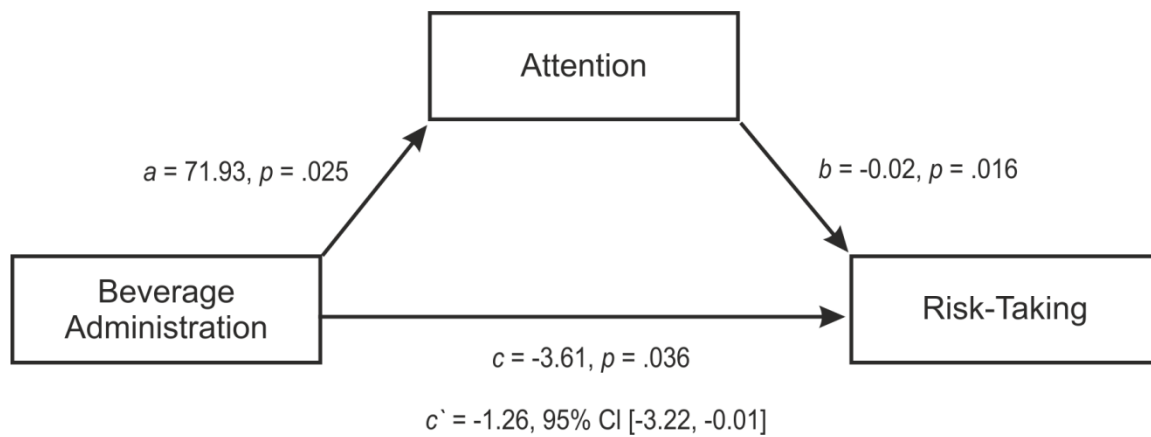 Attention
a = 71.93, p = .025
b = -0.02, p = .016
Beverage
Administration
Risk-Taking
c = -3.61, p = .036
c` = -1.26, 95% CI [-3.22, -0.01]